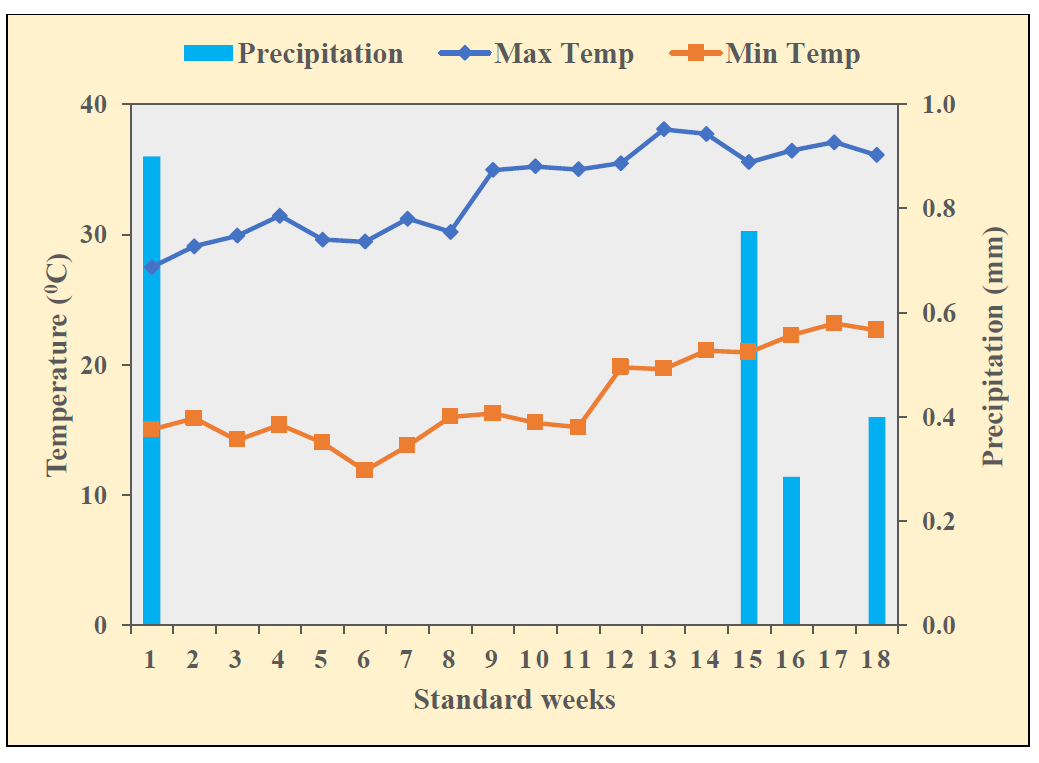 Precipitation Max Temp Min Temp
40
30
20
10
0
Temperature (⁰C)
1.0
0.8
0.6
0.4
0.2
0.0
Precipitation (mm)
1 2 3 4 5 6 7 8 9 10 11 12 13 14 15 16 17 18
Standard weeks